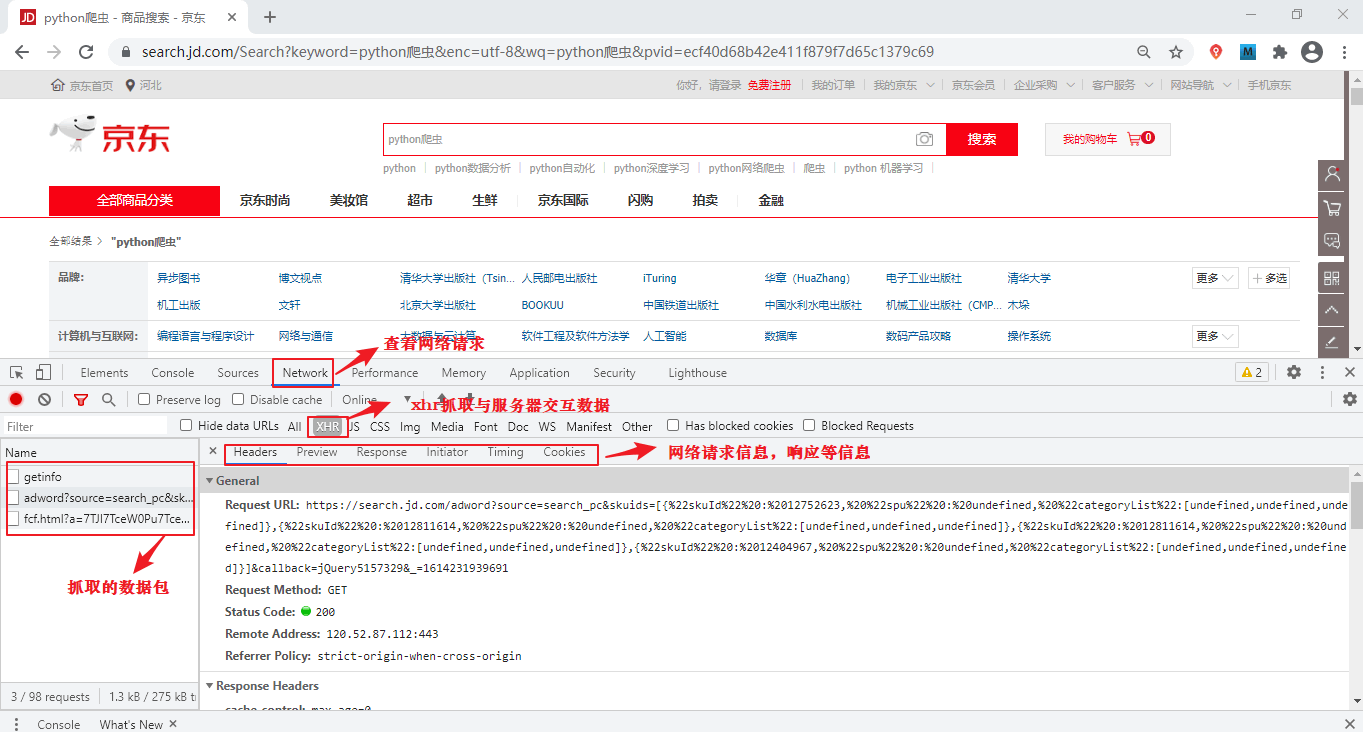 JD python爬虫 - 商品搜索 - 京东
search.jd.com/Search?keyword=python爬虫&enc=utf-8&wq=python爬虫&pvid=ecf40d68b42e411f879f7d65c1379c69
M
京东首页 河北 你好，请登录 免费注册 我的订单 我的京东 京东会员 企业采购 客户服务 网站导航 手机京东
京东
python爬虫 搜索 我的购物车 0
python python数据分析 python自动化 python深度学习 python网络爬虫 爬虫 python 机器学习
全部商品分类 京东时尚 美妆馆 超市 生鲜 京东国际 闪购 拍卖 金融
全部结果 > "python爬虫"
品牌: 异步图书 博文视点 清华大学出版社（Tsin... 人民邮电出版社 iTuring 华章（HuaZhang) 电子工业出版社 清华大学 更多 多选
机工出版 文轩 北京大学出版社 BOOKUU 中国铁道出版社 中国水利水电出版社 机械工业出版社（CMP... 木垛
计算机与互联网: 编程语言与程序设计 网络与通信 大数据与云计算 软件工程及软件方法学 人工智能 数据库 数码产品攻略 操作系统 更多
查看网络请求
Elements Console Sources Network Performance Memory Application Security Lighthouse 2
Preserve log Disable cache Online
xhr抓取与服务器交互数据
Filter Hide data URLs All XHR JS CSS Img Media Font Doc WS Manifest Other Has blocked cookies Blocked Requests
Name
Headers Preview Response Initiator Timing Cookies
网络请求信息，响应等信息
getinfo
adword?source=search_pc&sk...
fcf.html?a=7TJI7TceW0Pu7Tce...
抓取的数据包
General
Request URL: https://search.jd.com/adword?source=search_pc&skuids=[{%22skuId%22%20:%2012752623,%20%22spu%22%20:%20undefined,%20%22categoryList%22:[undefined,undefined,unde
fined]},{%22skuId%22%20:%2012811614,%20%22spu%22%20:%20undefined,%20%22categoryList%22:[undefined,undefined,undefined]},{%22skuId%22%20:%2012811614,%20%22spu%22%20:%20und
efined,%20%22categoryList%22:[undefined,undefined,undefined]},{%22skuId%22%20:%2012404967,%20%22spu%22%20:%20undefined,%20%22categoryList%22:[undefined,undefined,undefine
d]}]&callback=jQuery5157329&_=1614231939691
Request Method: GET
Status Code: 200
Remote Address: 120.52.87.112:443
Referrer Policy: strict-origin-when-cross-origin
Response Headers
cache-control: max-age=0
3 / 98 requests 1.3 kB / 275 kB t
Console What's New